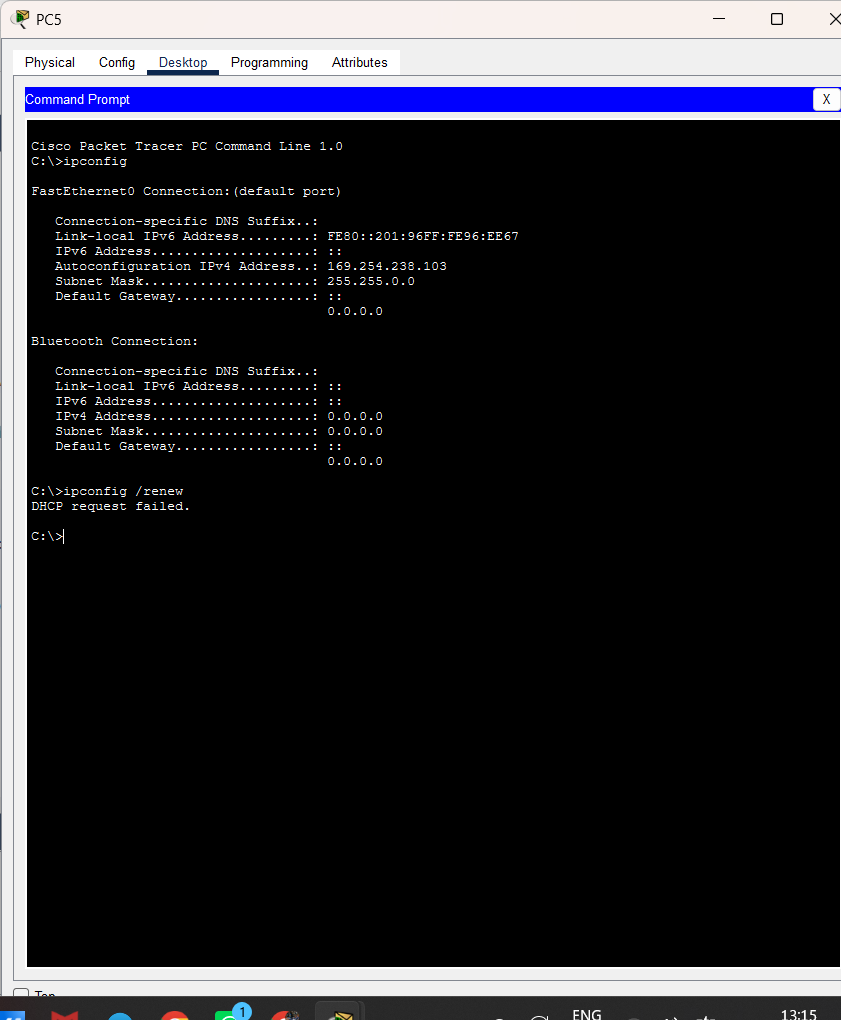 PC5
Physical Config Desktop Programming Attributes
Command Prompt X
Cisco Packet Tracer PC Command Line 1.0
C:\>ipconfig
FastEthernet0 Connection:(default port)
Connection-specific DNS Suffix..:
Link-local IPv6 Address.........: FE80::201:96FF:FE96:EE67
IPv6 Address....................: ::
Autoconfiguration IPv4 Address..: 169.254.238.103
Subnet Mask.....................: 255.255.0.0
Default Gateway.................: ::
0.0.0.0
Bluetooth Connection:
Connection-specific DNS Suffix..:
Link-local IPv6 Address.........: ::
IPv6 Address....................: ::
IPv4 Address....................: 0.0.0.0
Subnet Mask.....................: 0.0.0.0
Default Gateway.................: ::
0.0.0.0
C:\>ipconfig /renew
DHCP request failed.
C:\>
Top
1
ENG 13:15